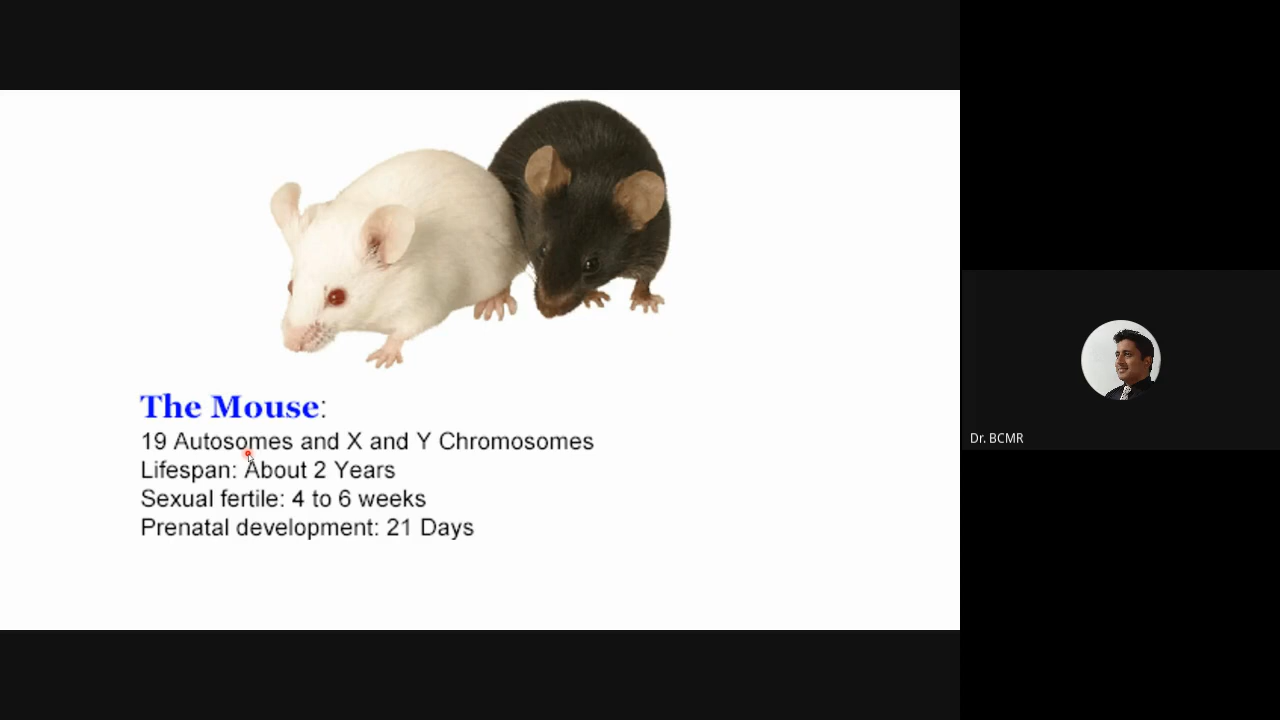 The Mouse:
19 Autosomes and X and Y Chromosomes
Lifespan: About 2 Years
Sexual fertile: 4 to 6 weeks
Prenatal development: 21 Days
Dr. BCMR